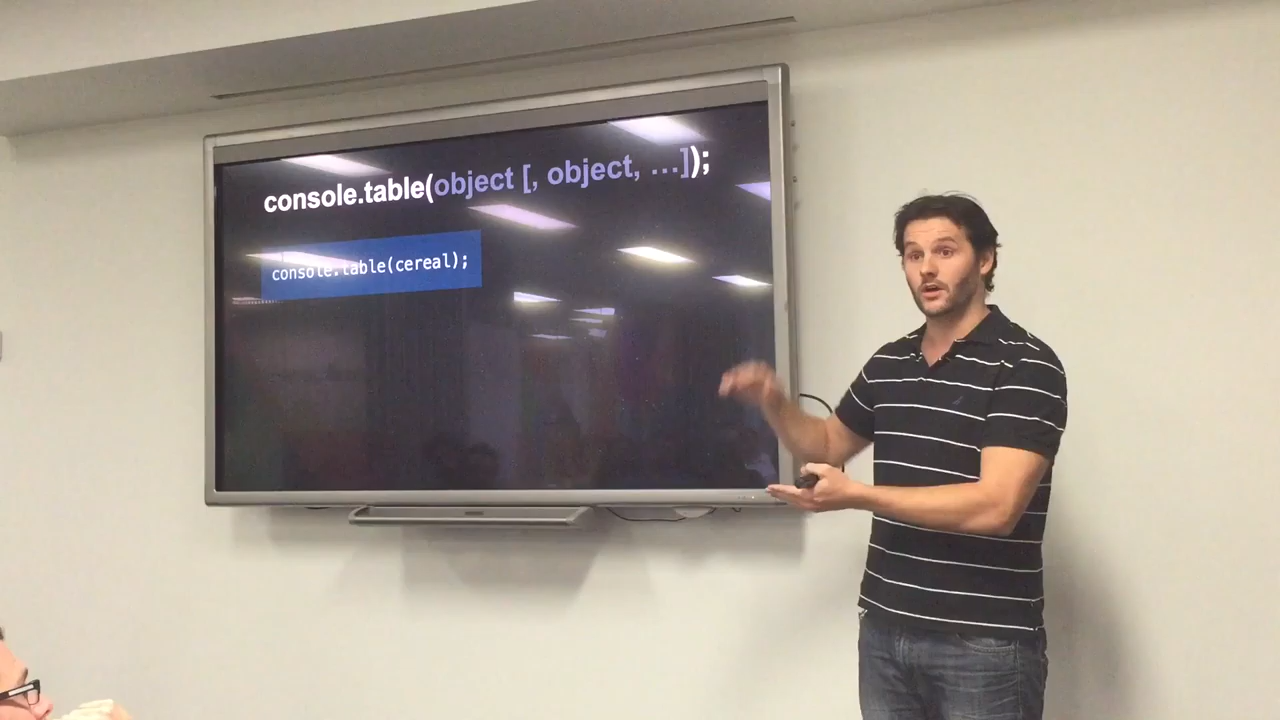 console.table(object [, object, …]);
console.table(cereal);